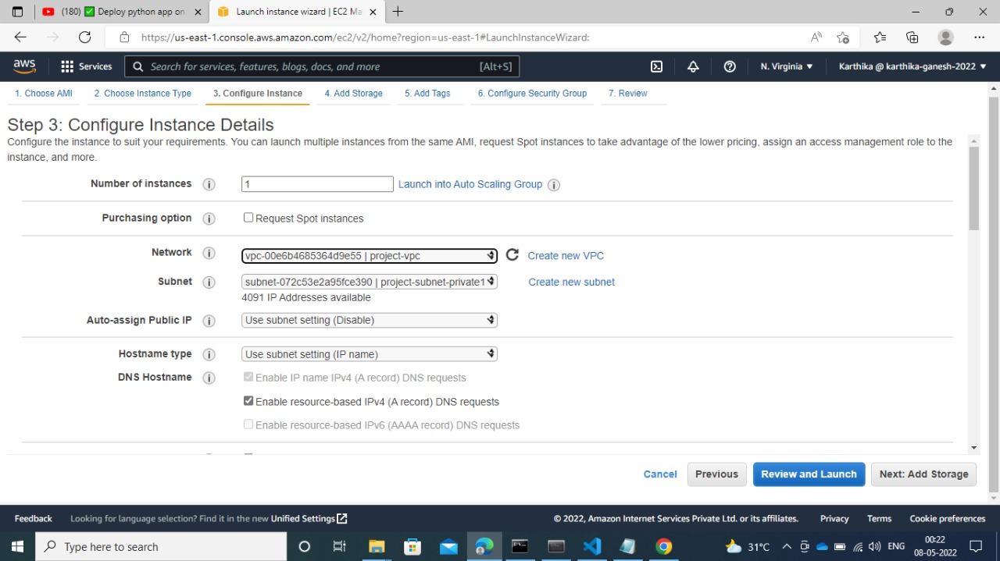 (180) ✅ Deploy python app on
Launch instance wizard | EC2 Ma
https://us-east-1.console.aws.amazon.com/ec2/v2/home?region=us-east-1#LaunchInstanceWizard:
aws
Services
Search for services, features, blogs, docs, and more
[Alt+S]
N. Virginia
Karthika @ karthika-ganesh-2022
1. Choose AMI
2. Choose Instance Type
3. Configure Instance
4. Add Storage
5. Add Tags
6. Configure Security Group
7. Review
Step 3: Configure Instance Details
Configure the instance to suit your requirements. You can launch multiple instances from the same AMI, request Spot instances to take advantage of the lower pricing, assign an access management role to the
instance, and more.
Number of instances
1
Launch into Auto Scaling Group
Purchasing option
Request Spot instances
Network
vpc-00e6b4685364d9e55 | project-vpc
Create new VPC
Subnet
subnet-072c53e2a95fce390 | project-subnet-private1
Create new subnet
4091 IP Addresses available
Auto-assign Public IP
Use subnet setting (Disable)
Hostname type
Use subnet setting (IP name)
DNS Hostname
Enable IP name IPv4 (A record) DNS requests
Enable resource-based IPv4 (A record) DNS requests
Enable resource-based IPv6 (AAAA record) DNS requests
Cancel
Previous
Review and Launch
Next: Add Storage
Feedback
Looking for language selection? Find it in the new Unified Settings
© 2022, Amazon Internet Services Private Ltd. or its affiliates.
Privacy
Terms
Cookie preferences
Type here to search
31°C
ENG
00:22
08-05-2022